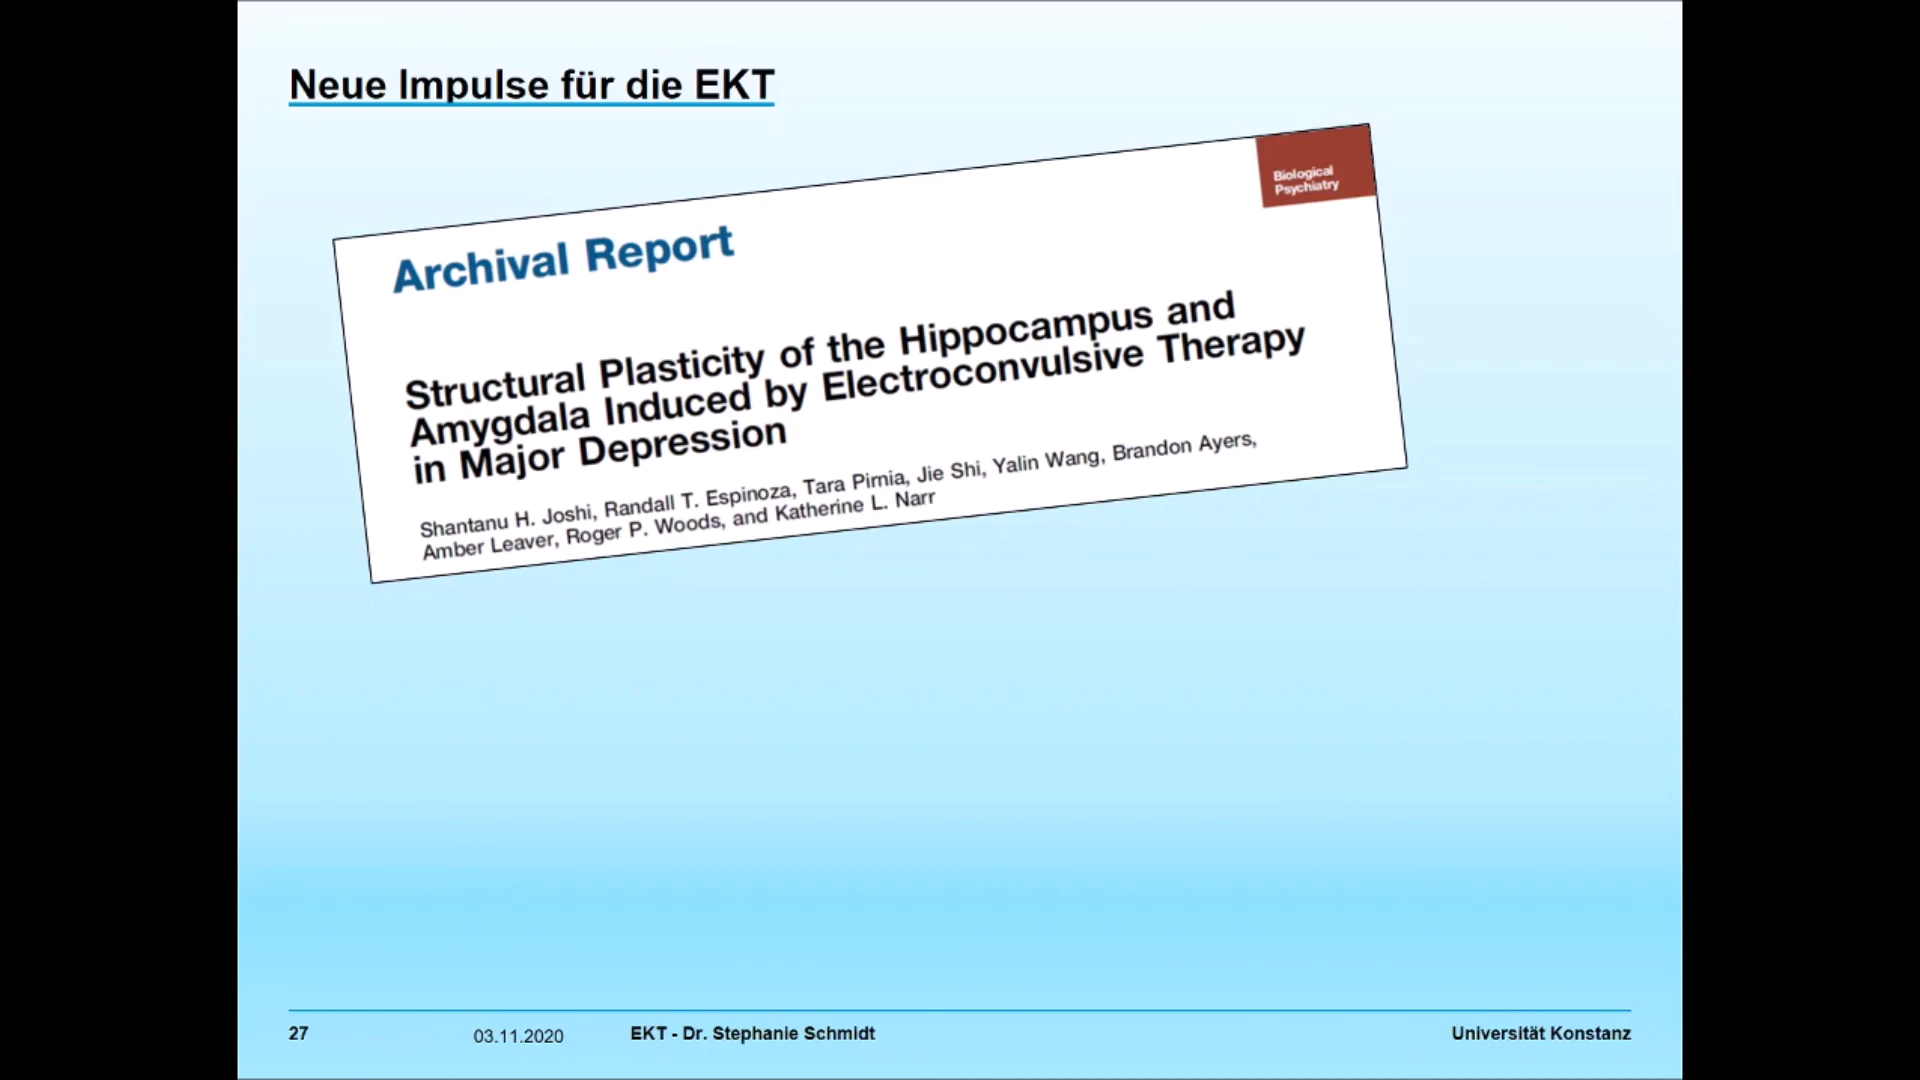 Neue Impulse für die EKT
Biological
Psychiatry
Archival Report
Structural Plasticity of the Hippocampus and
Amygdala Induced by Electroconvulsive Therapy
in Major Depression
Shantanu H. Joshi, Randall T. Espinoza, Tara Pirnia, Jie Shi, Yalin Wang, Brandon Ayers,
Amber Leaver, Roger P. Woods, and Katherine L. Narr
27 03.11.2020 EKT - Dr. Stephanie Schmidt Universität Konstanz